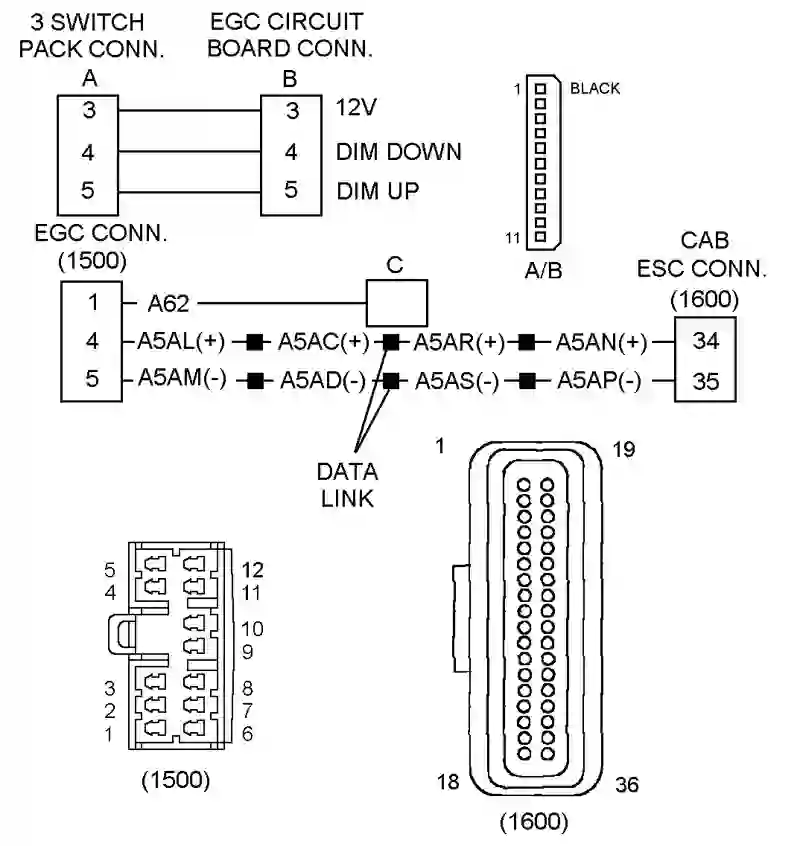 3 SWITCH
PACK CONN.
A
EGC CIRCUIT
BOARD CONN.
B
3 3 12V
4 4 DIM DOWN
5 5 DIM UP
1 BLACK
11
A/B
EGC CONN.
(1500)
C
CAB
ESC CONN.
(1600)
1 A62
4 A5AL(+) A5AC(+) A5AR(+) A5AN(+) 34
5 A5AM(-) A5AD(-) A5AS(-) A5AP(-) 35
DATA
LINK
1 19
18 36
(1600)
5 12
4 11
10
9
3 8
2 7
1 6
(1500)